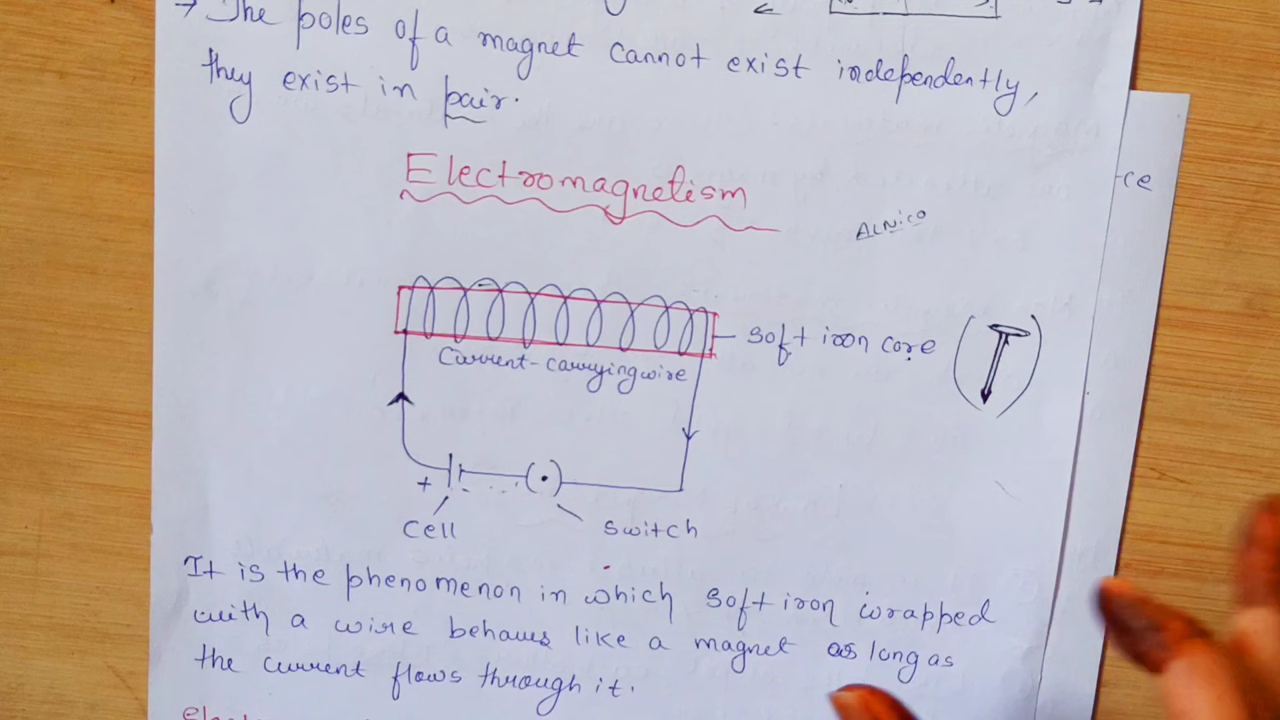 → The poles of a magnet cannot exist independently,
they exist in pair.
Electromagnetism
ce
AlNiCo
Soft iron core
Current-carrying wire
+
Cell
Switch
It is the phenomenon in which soft iron wrapped
with a wire behaves like a magnet as long as
the current flows through it.